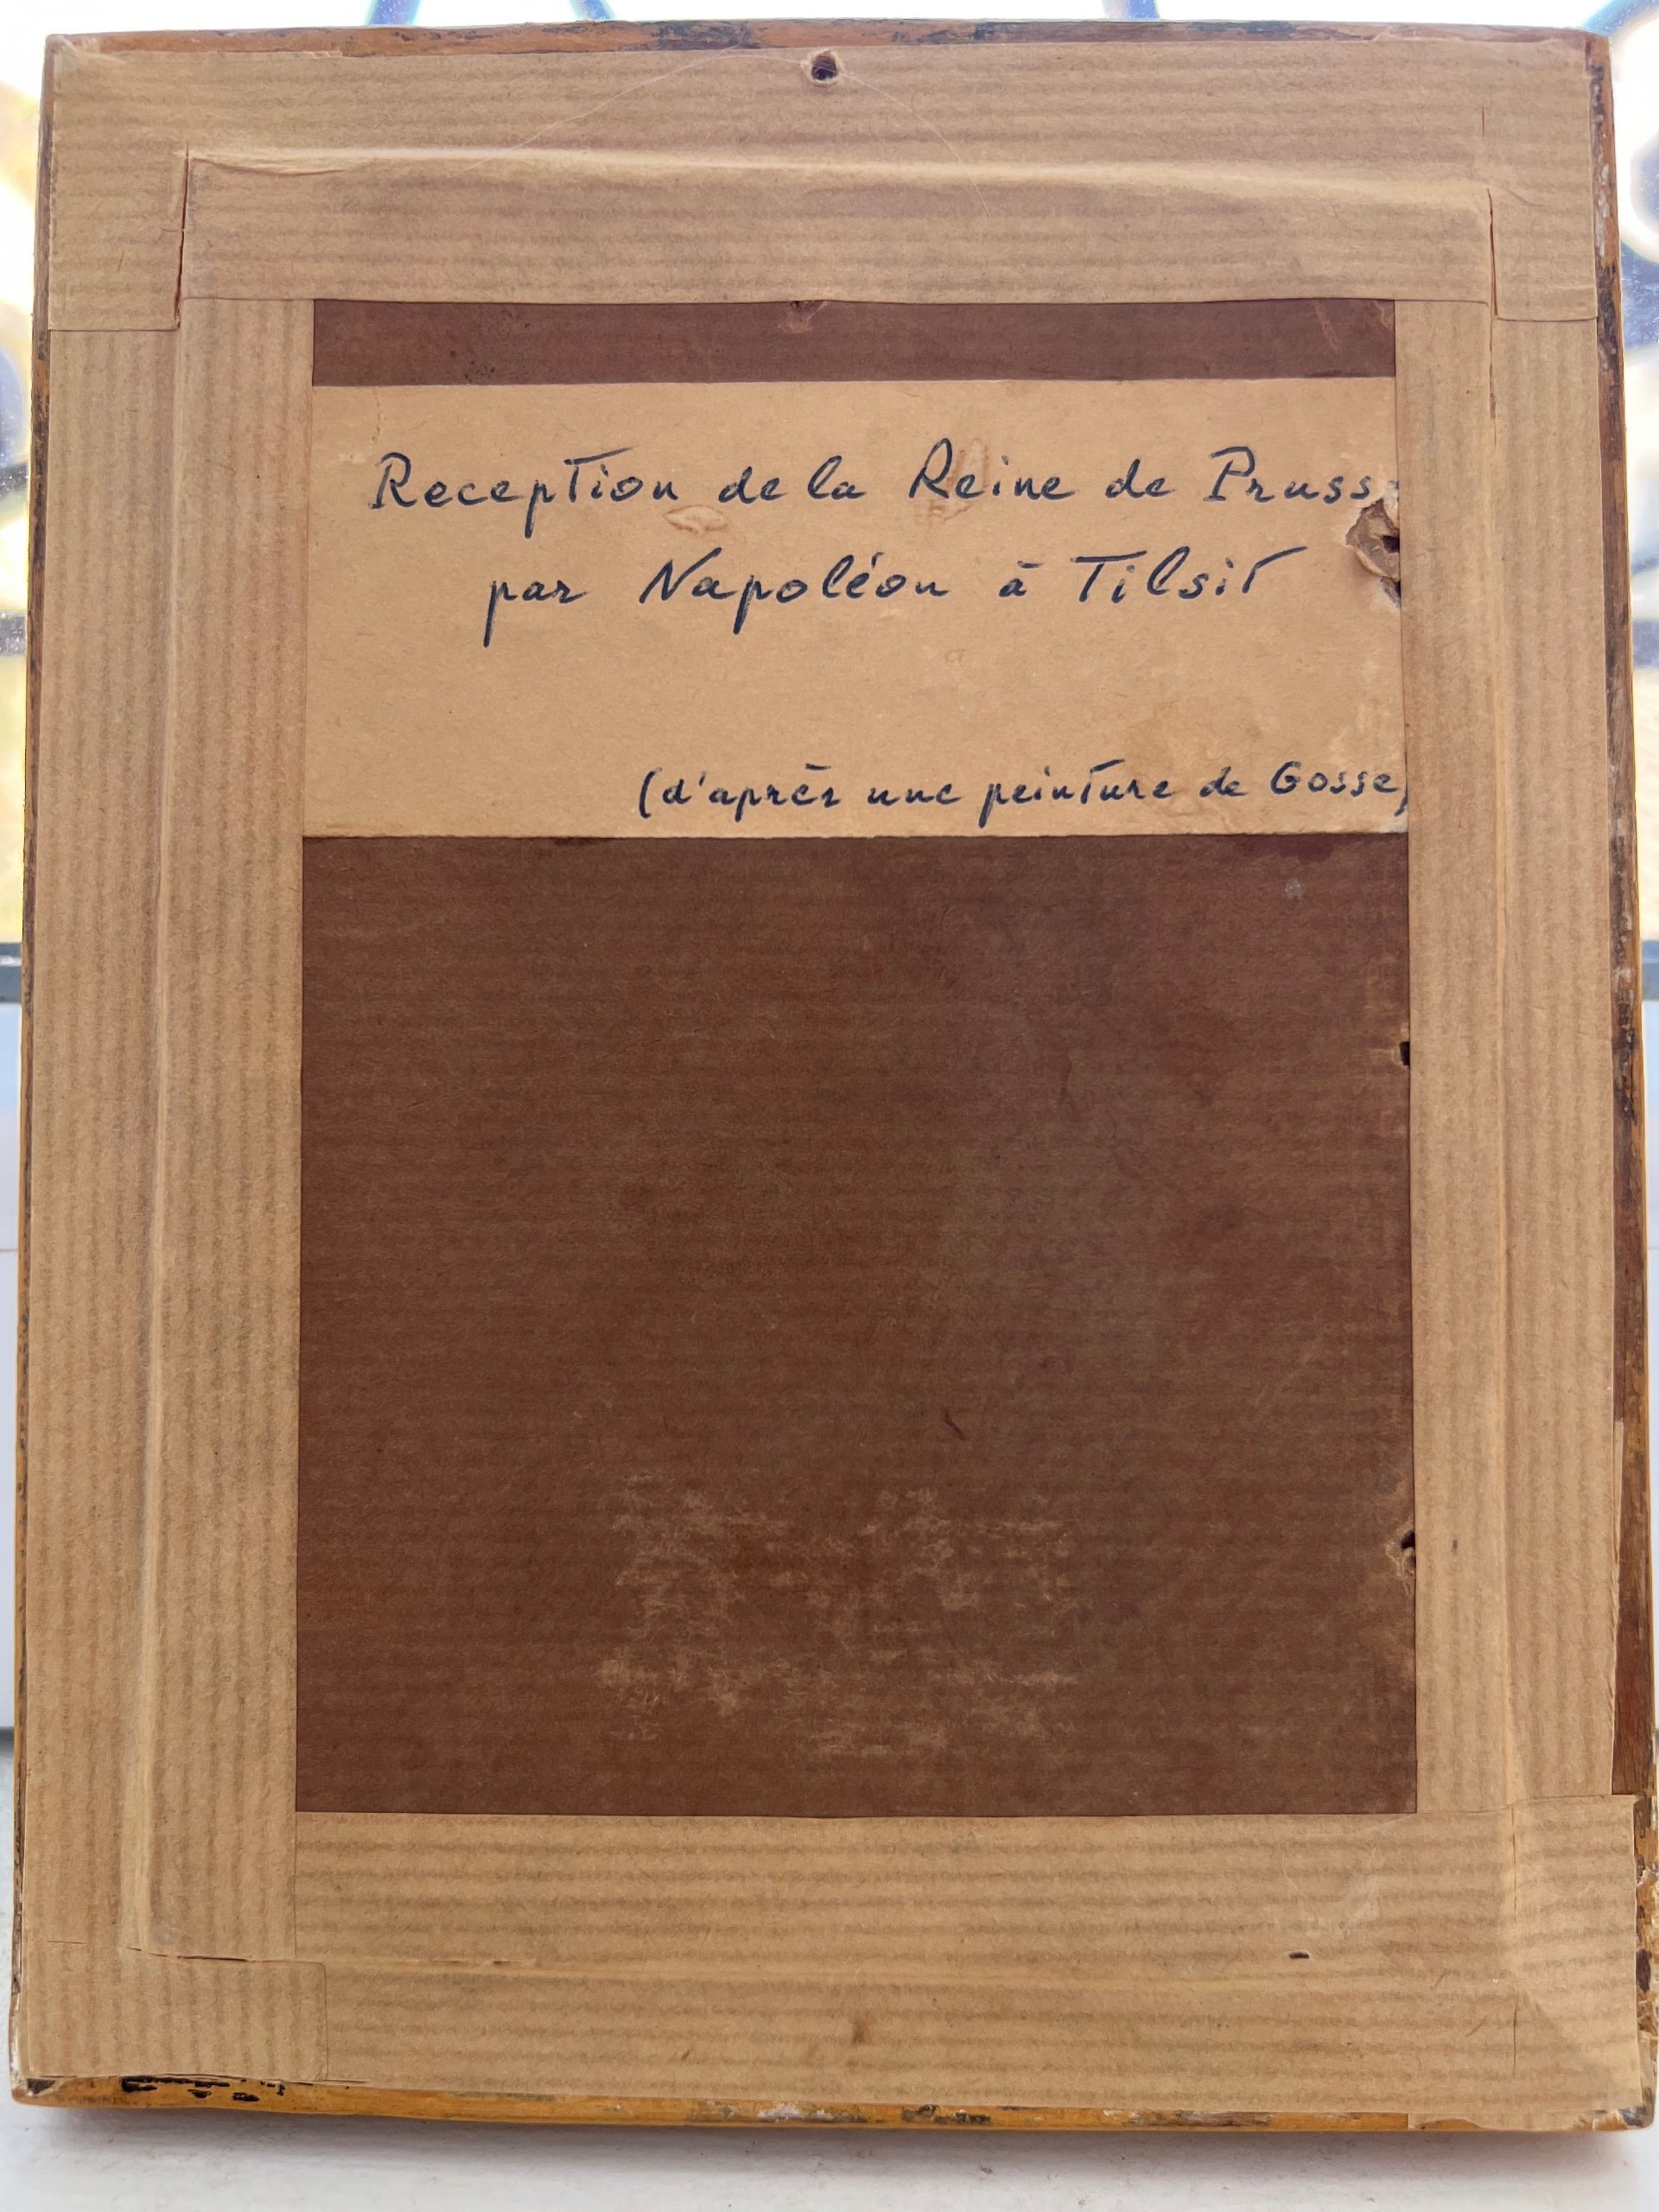 Reception de la Reine de Pruss
par Napoléon à Tilsit
(d'après une peinture de Gosse)